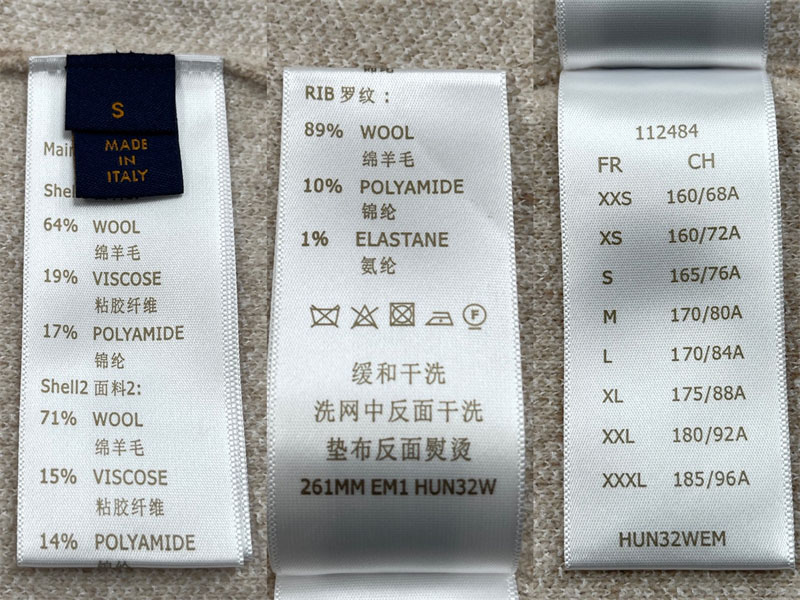 S
MADE
IN
ITALY
Main
Shel
64% WOOL
绵羊毛
19% VISCOSE
粘胶纤维
17% POLYAMIDE
锦纶
Shell2 面料2:
71% WOOL
绵羊毛
15% VISCOSE
粘胶纤维
14% POLYAMIDE
锦纶
锦纶
RIB 罗纹 :
89% WOOL
绵羊毛
10% POLYAMIDE
锦纶
1% ELASTANE
氨纶
F
缓和干洗
洗网中反面干洗
垫布反面熨烫
261MM EM1 HUN32W
112484
FR CH
XXS 160/68A
XS 160/72A
S 165/76A
M 170/80A
L 170/84A
XL 175/88A
XXL 180/92A
XXXL 185/96A
HUN32WEM